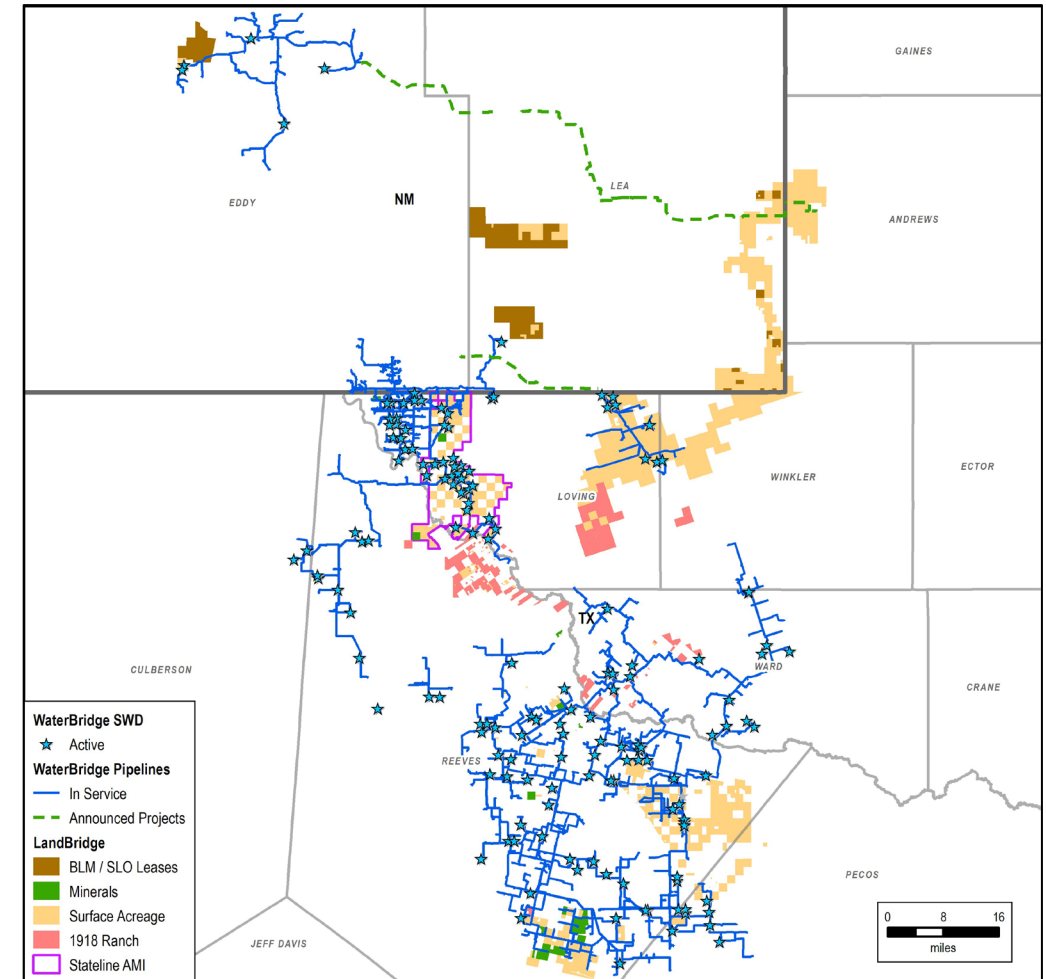 GAINES
LEA
EDDY
NM
ANDREWS
ECTOR
WINKLER
LOVING
TX
CULBERSON
WARD
CRANE
REEVES
PECOS
JEFF DAVIS
WaterBridge SWD
Active
WaterBridge Pipelines
In Service
Announced Projects
LandBridge
BLM / SLO Leases
Minerals
Surface Acreage
1918 Ranch
Stateline AMI
0 8 16
miles